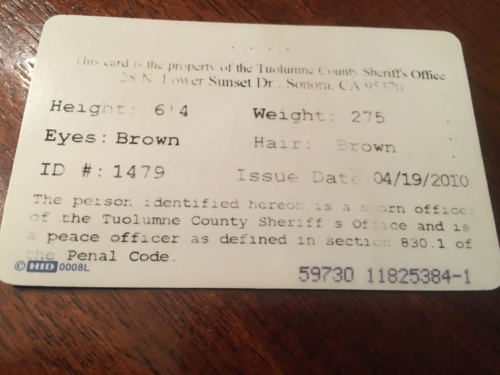 This card is the property of the Tuolumne County Sheriff's Office
28 N. Lower Sunset Dr., Sonora, CA 95370
Height: 6'4 Weight: 275
Eyes: Brown Hair: Brown
ID #: 1479 Issue Date 04/19/2010
The person identified hereon is a sworn officer
of the Tuolumne County Sheriff's Office and is
a peace officer as defined in section 830.1 of
the Penal Code.
© HID 0008L
59730 11825384-1